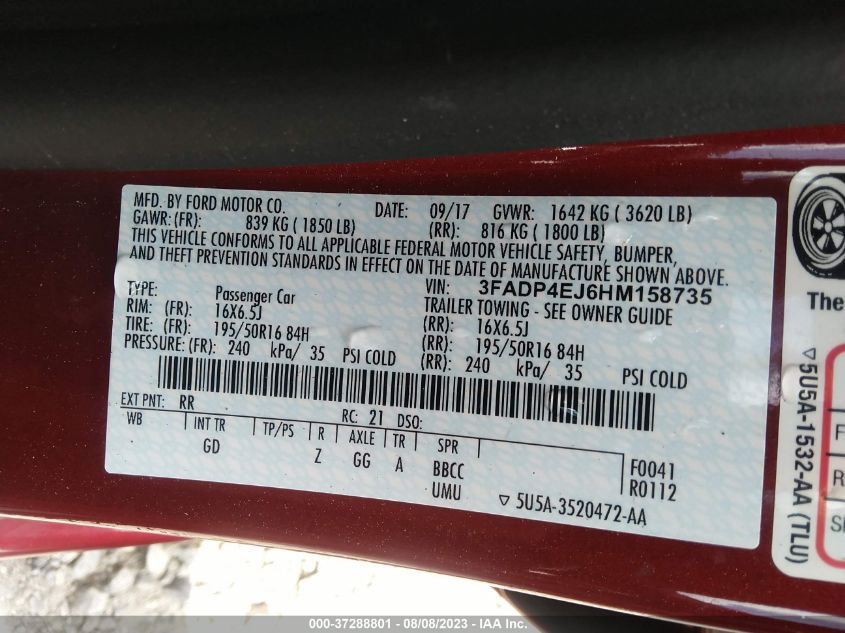 MFD. BY FORD MOTOR CO. DATE: 09/17 GVWR: 1642 KG ( 3620 LB)
GAWR: (FR): 839 KG ( 1850 LB) (RR): 816 KG ( 1800 LB)
THIS VEHICLE CONFORMS TO ALL APPLICABLE FEDERAL MOTOR VEHICLE SAFETY, BUMPER,
AND THEFT PREVENTION STANDARDS IN EFFECT ON THE DATE OF MANUFACTURE SHOWN ABOVE.
VIN: 3FADP4EJ6HM158735
TYPE: Passenger Car TRAILER TOWING - SEE OWNER GUIDE
RIM: (FR) 16X6.5J (RR): 16X6.5J
TIRE: (FR) 195/50R16 84H (RR): 195/50R16 84H
PRESSURE: (FR) 240 kPa/ 35 PSI COLD (RR): 240 kPa/ 35 PSI COLD
EXT PNT: RR RC: 21 DSO:
WB INT TR TP/PS R AXLE TR SPR
GD Z GG A BBCC F0041
UMU R0112
▽ 5U5A-3520472-AA
The
▽5U5A-1532-AA (TLU)
F
R
000-37288801 - 08/08/2023 - IAA Inc.